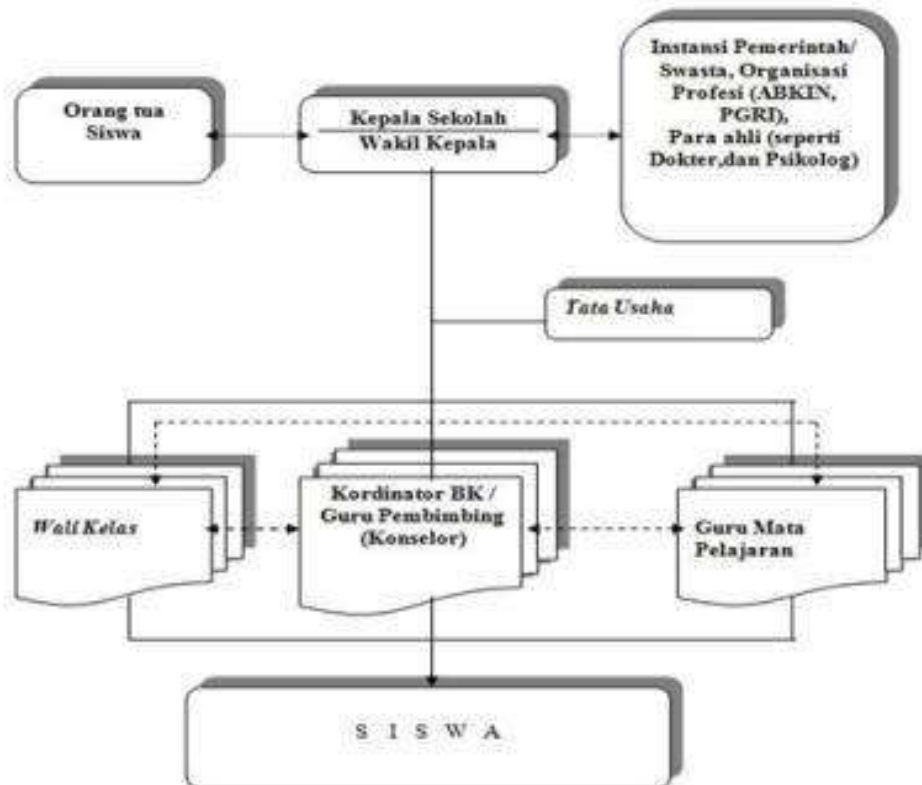 Orang tua
Siswa
Kepala Sekolah
Wakil Kepala
Instansi Pemerintah/
Swasta, Organisasi
Profesi (ABKIN,
PGRI),
Para ahli (seperti
Dokter,dan Psikolog)
Tata Usaha
Wali Kelas
Kordinator BK /
Guru Pembimbing
(Konselor)
Guru Mata
Pelajaran
S I S W A